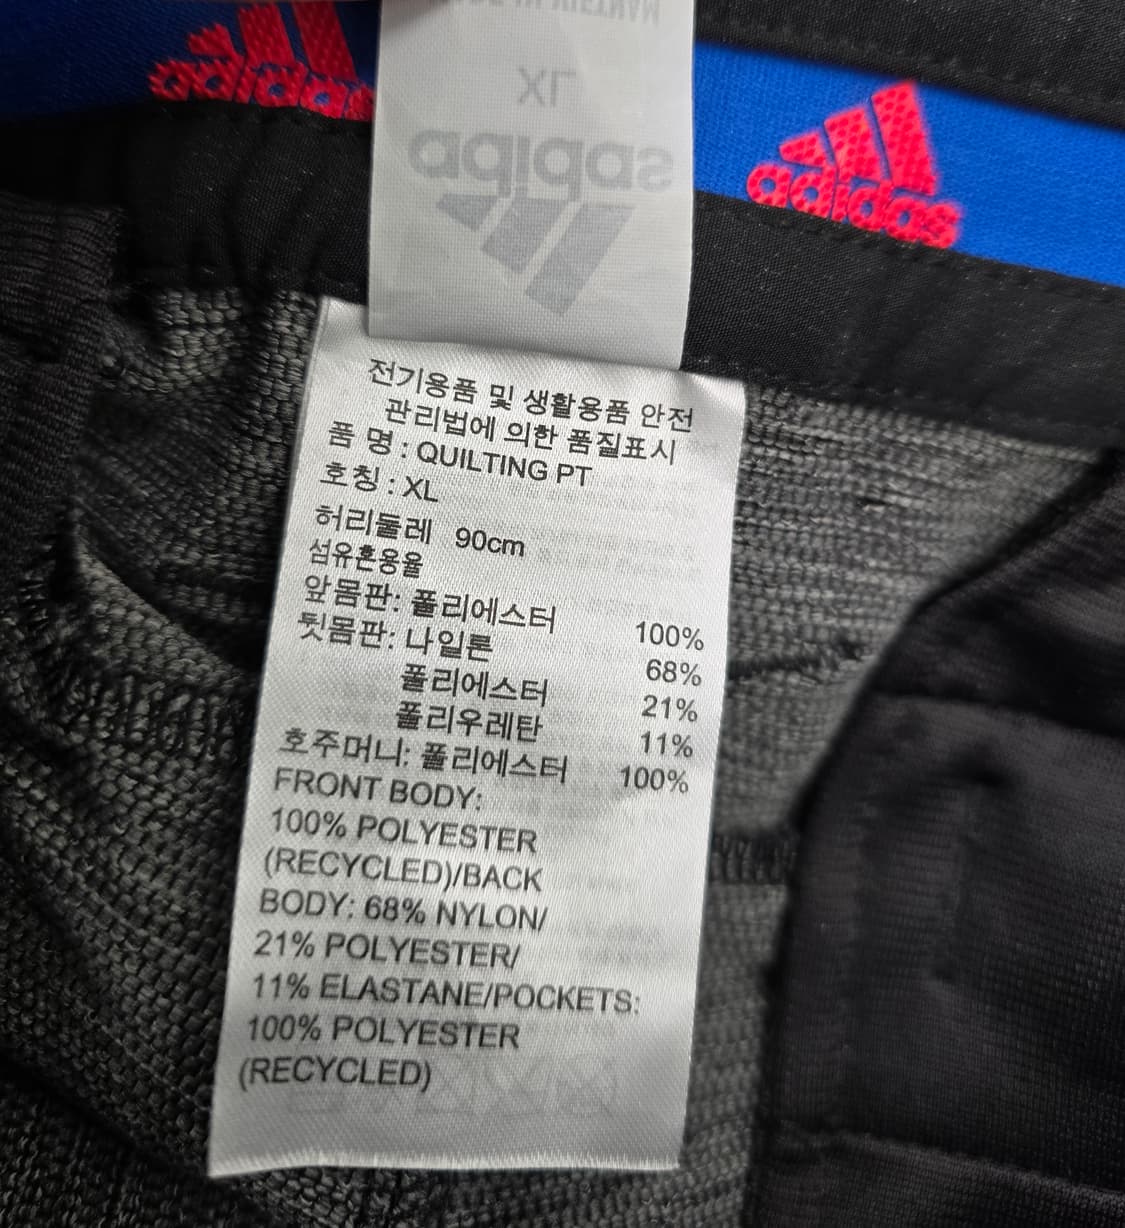 adidas
MADE IN VIETNAM
XL
adidas
adidas
전기용품 및 생활용품 안전
관리법에 의한 품질표시
품 명 : QUILTING PT
호칭 : XL
허리둘레 90cm
섬유혼용율
앞몸판: 폴리에스터 100%
뒷몸판: 나일론 68%
폴리에스터 21%
폴리우레탄 11%
호주머니: 폴리에스터 100%
FRONT BODY:
100% POLYESTER
(RECYCLED)/BACK
BODY: 68% NYLON/
21% POLYESTER/
11% ELASTANE/POCKETS:
100% POLYESTER
(RECYCLED)